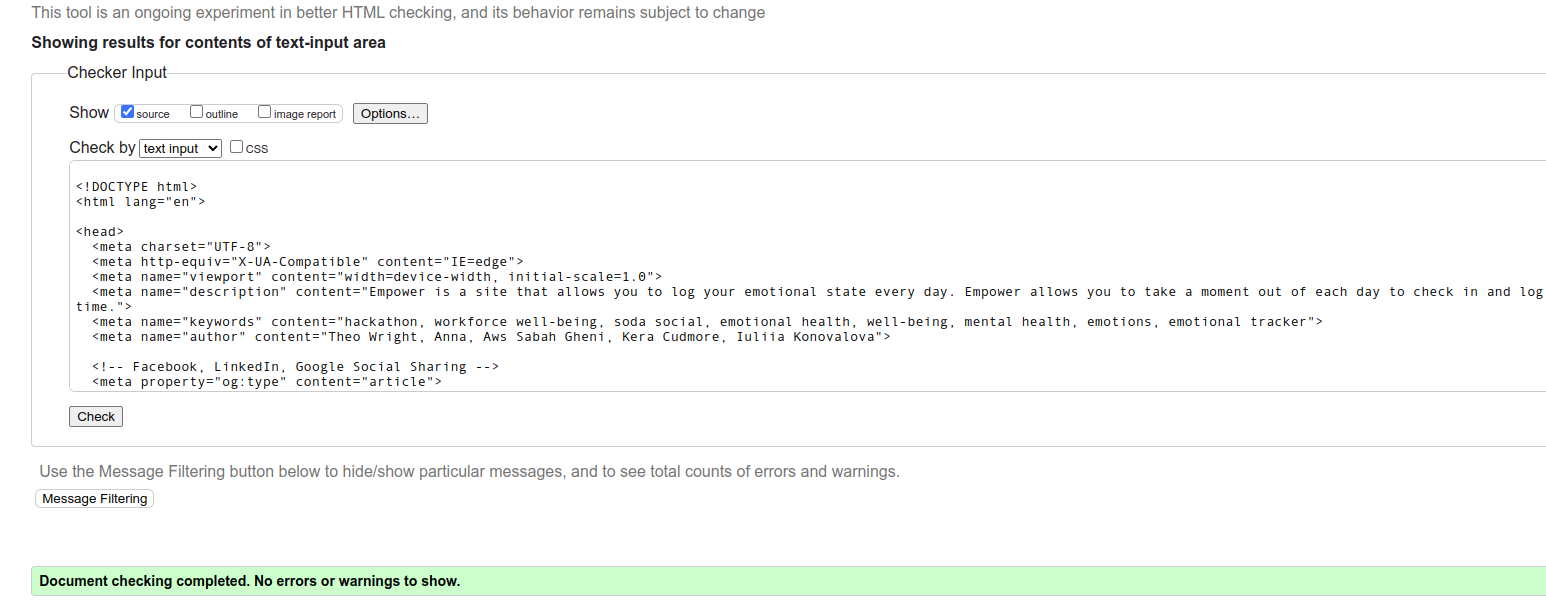 This tool is an ongoing experiment in better HTML checking, and its behavior remains subject to change
Showing results for contents of text-input area
Checker Input
Show source outline image report Options...
Check by text input CSS
<!DOCTYPE html>
<html lang="en">
<head>
<meta charset="UTF-8">
<meta http-equiv="X-UA-Compatible" content="IE=edge">
<meta name="viewport" content="width=device-width, initial-scale=1.0">
<meta name="description" content="Empower is a site that allows you to log your emotional state every day. Empower allows you to take a moment out of each day to check in and log
time.">
<meta name="keywords" content="hackathon, workforce well-being, soda social, emotional health, well-being, mental health, emotions, emotional tracker">
<meta name="author" content="Theo Wright, Anna, Aws Sabah Gheni, Kera Cudmore, Iuliia Konovalova">
<!-- Facebook, LinkedIn, Google Social Sharing -->
<meta property="og:type" content="article">
Check
Use the Message Filtering button below to hide/show particular messages, and to see total counts of errors and warnings.
Message Filtering
Document checking completed. No errors or warnings to show.